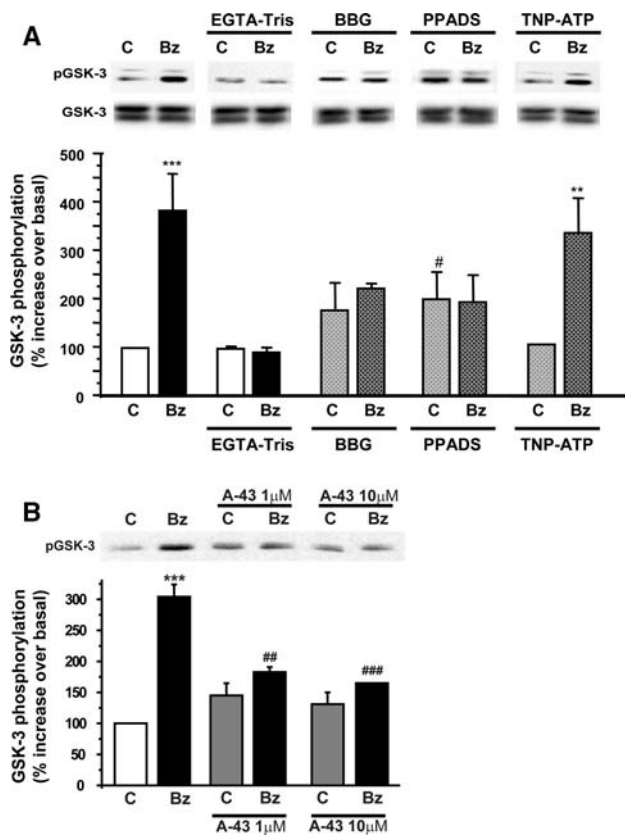 A
EGTA-Tris BBG PPADS TNP-ATP
C Bz C Bz C Bz C Bz C Bz
pGSK-3
GSK-3
GSK-3 phosphorylation
(% increase over basal)
500
400
300
200
100
0
*** # **
C Bz C Bz C Bz C Bz C Bz
EGTA-Tris BBG PPADS TNP-ATP
B
A-43 1μM A-43 10μM
C Bz C Bz C Bz
pGSK-3
GSK-3 phosphorylation
(% increase over basal)
300
250
200
150
100
50
0
*** ## ###
C Bz C Bz C Bz
A-43 1μM A-43 10μM